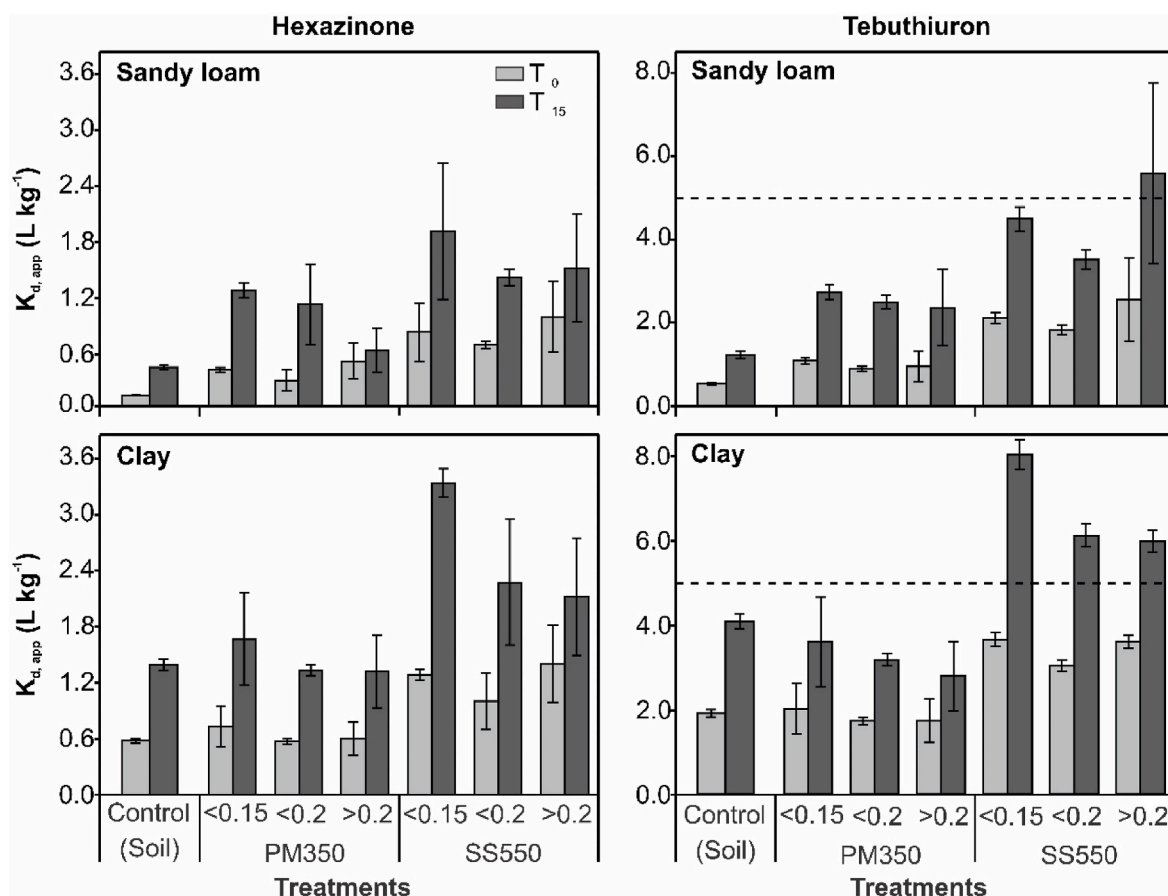 Hexazinone
Tebuthiuron
Sandy loam
T 0
T 15
3.6
3.0
2.4
1.8
1.2
0.6
0.0
K d, app (L kg-1)
Sandy loam
8.0
6.0
4.0
2.0
0.0
Clay
3.6
3.0
2.4
1.8
1.2
0.6
0.0
K d, app (L kg-1)
Clay
8.0
6.0
4.0
2.0
0.0
Control <0.15 <0.2 >0.2 <0.15 <0.2 >0.2
(Soil) PM350 SS550
Treatments
Control <0.15 <0.2 >0.2 <0.15 <0.2 >0.2
(Soil) PM350 SS550
Treatments